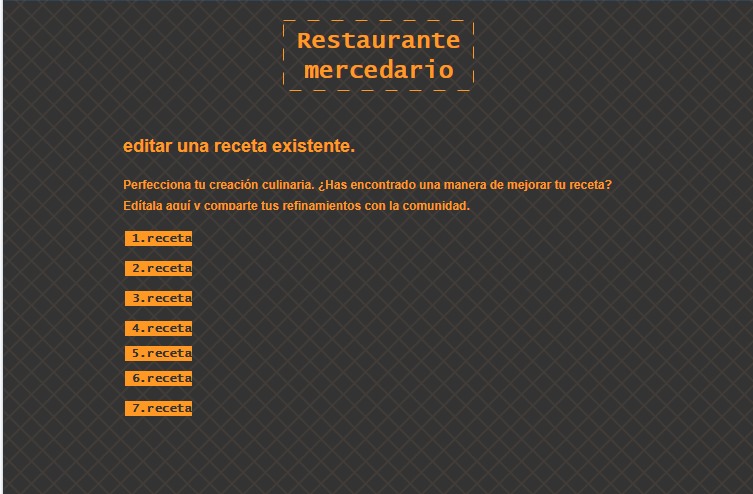 Restaurante
mercedario
editar una receta existente.
Perfecciona tu creación culinaria. ¿Has encontrado una manera de mejorar tu receta?
Edítala aquí y comparte tus refinamientos con la comunidad.
1.receta
2.receta
3.receta
4.receta
5.receta
6.receta
7.receta